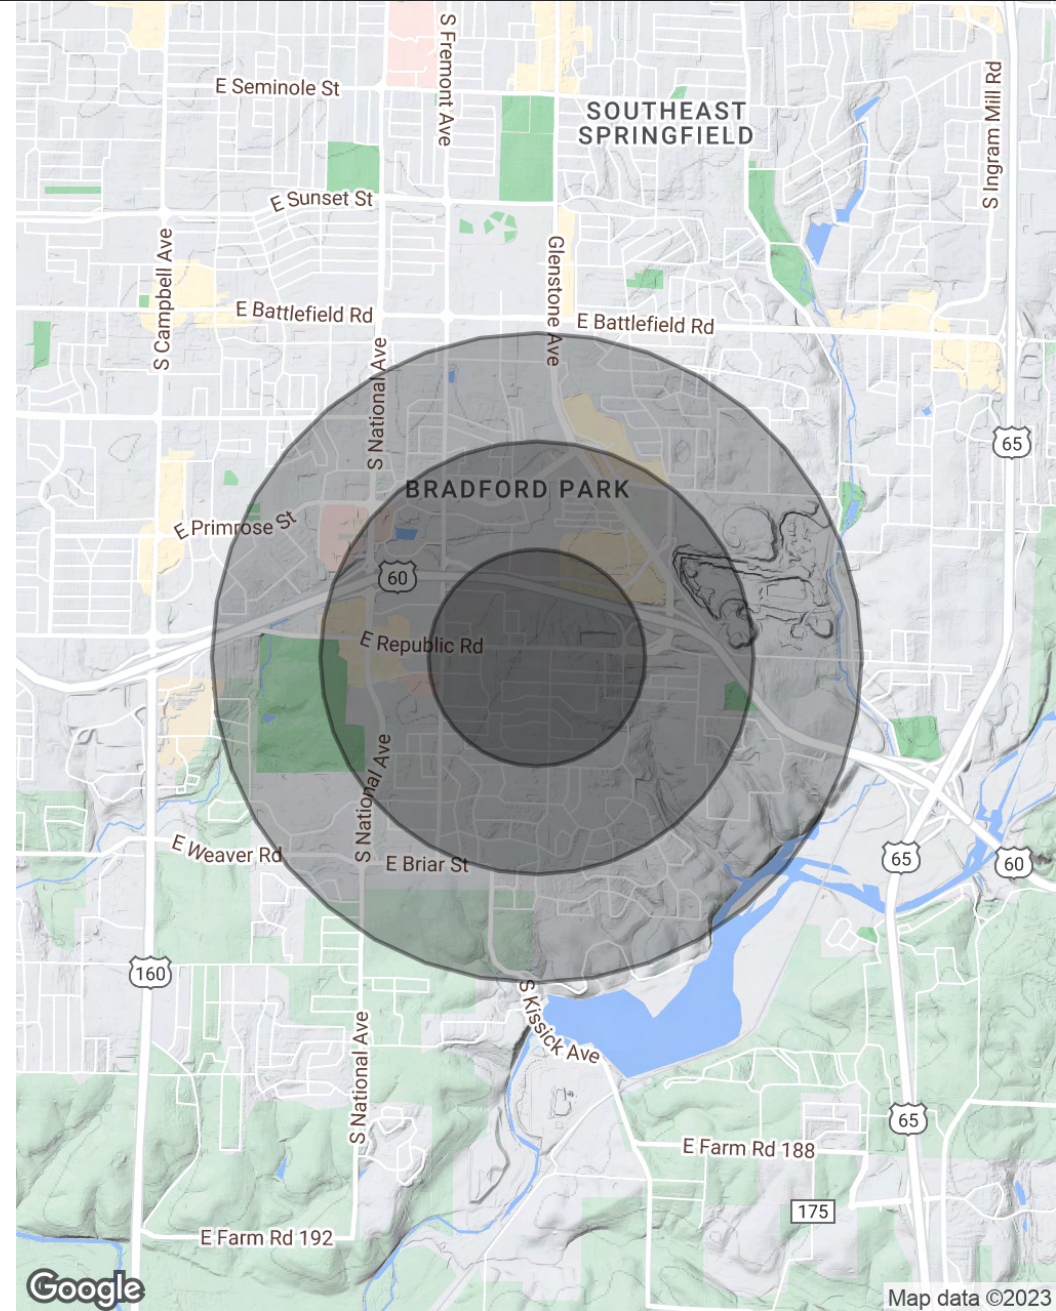 S Fremont Ave
E Seminole St
SOUTHEAST
SPRINGFIELD
S Ingram Mill Rd
E Sunset St
S Campbell Ave
Glenstone Ave
E Battlefield Rd
E Battlefield Rd
S National Ave
65
BRADFORD PARK
E Primrose St
60
E Republic Rd
S National Ave
E Weaver Rd
E Briar St
65
60
160
S Kissick Ave
S National Ave
65
E Farm Rd 188
175
E Farm Rd 192
Google
Map data ©2023